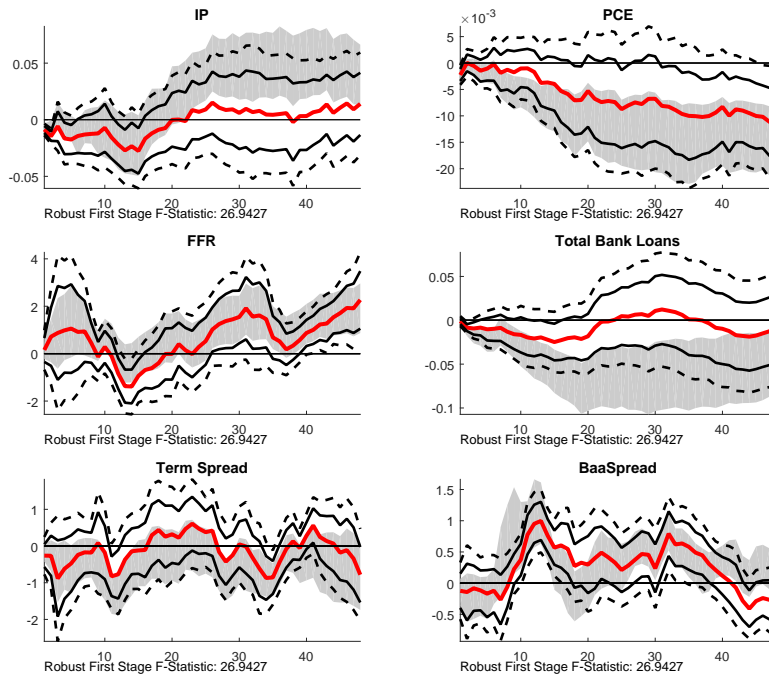 IP
0.05
0
-0.05
10 20 30 40
Robust First Stage F-Statistic: 26.9427
PCE
×10⁻³
5
0
-5
-10
-15
-20
10 20 30 40
Robust First Stage F-Statistic: 26.9427
FFR
4
2
0
-2
10 20 30 40
Robust First Stage F-Statistic: 26.9427
Total Bank Loans
0.05
0
-0.05
-0.1
10 20 30 40
Robust First Stage F-Statistic: 26.9427
Term Spread
1
0
-1
-2
10 20 30 40
Robust First Stage F-Statistic: 26.9427
BaaSpread
1.5
1
0.5
0
-0.5
10 20 30 40
Robust First Stage F-Statistic: 26.9427